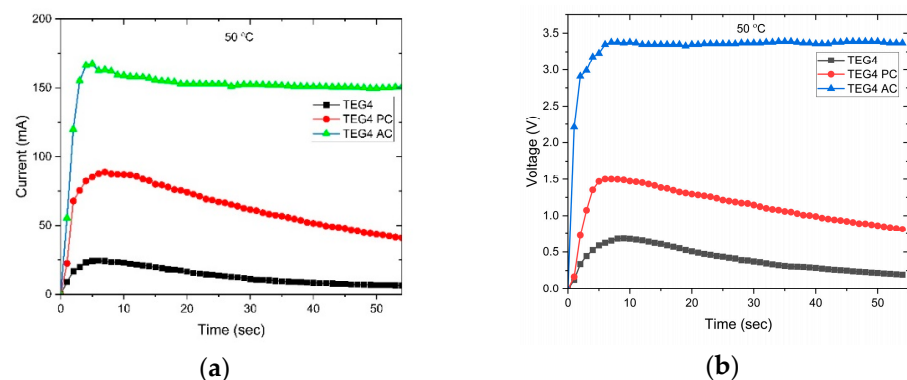 50 °C
TEG4
TEG4 PC
TEG4 AC
Current (mA)
200
150
100
50
0
0 10 20 30 40 50
Time (sec)
(a)
50 °C
TEG4
TEG4 PC
TEG4 AC
Voltage (V)
3.5
3.0
2.5
2.0
1.5
1.0
0.5
0.0
0 10 20 30 40 50
Time (sec)
(b)